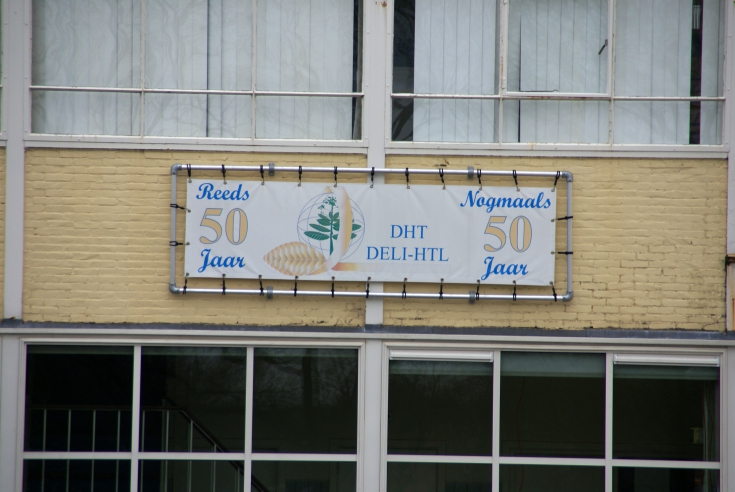 Reeds
50
Jaar
DHT
DELI-HTL
Nogmaals
50
Jaar